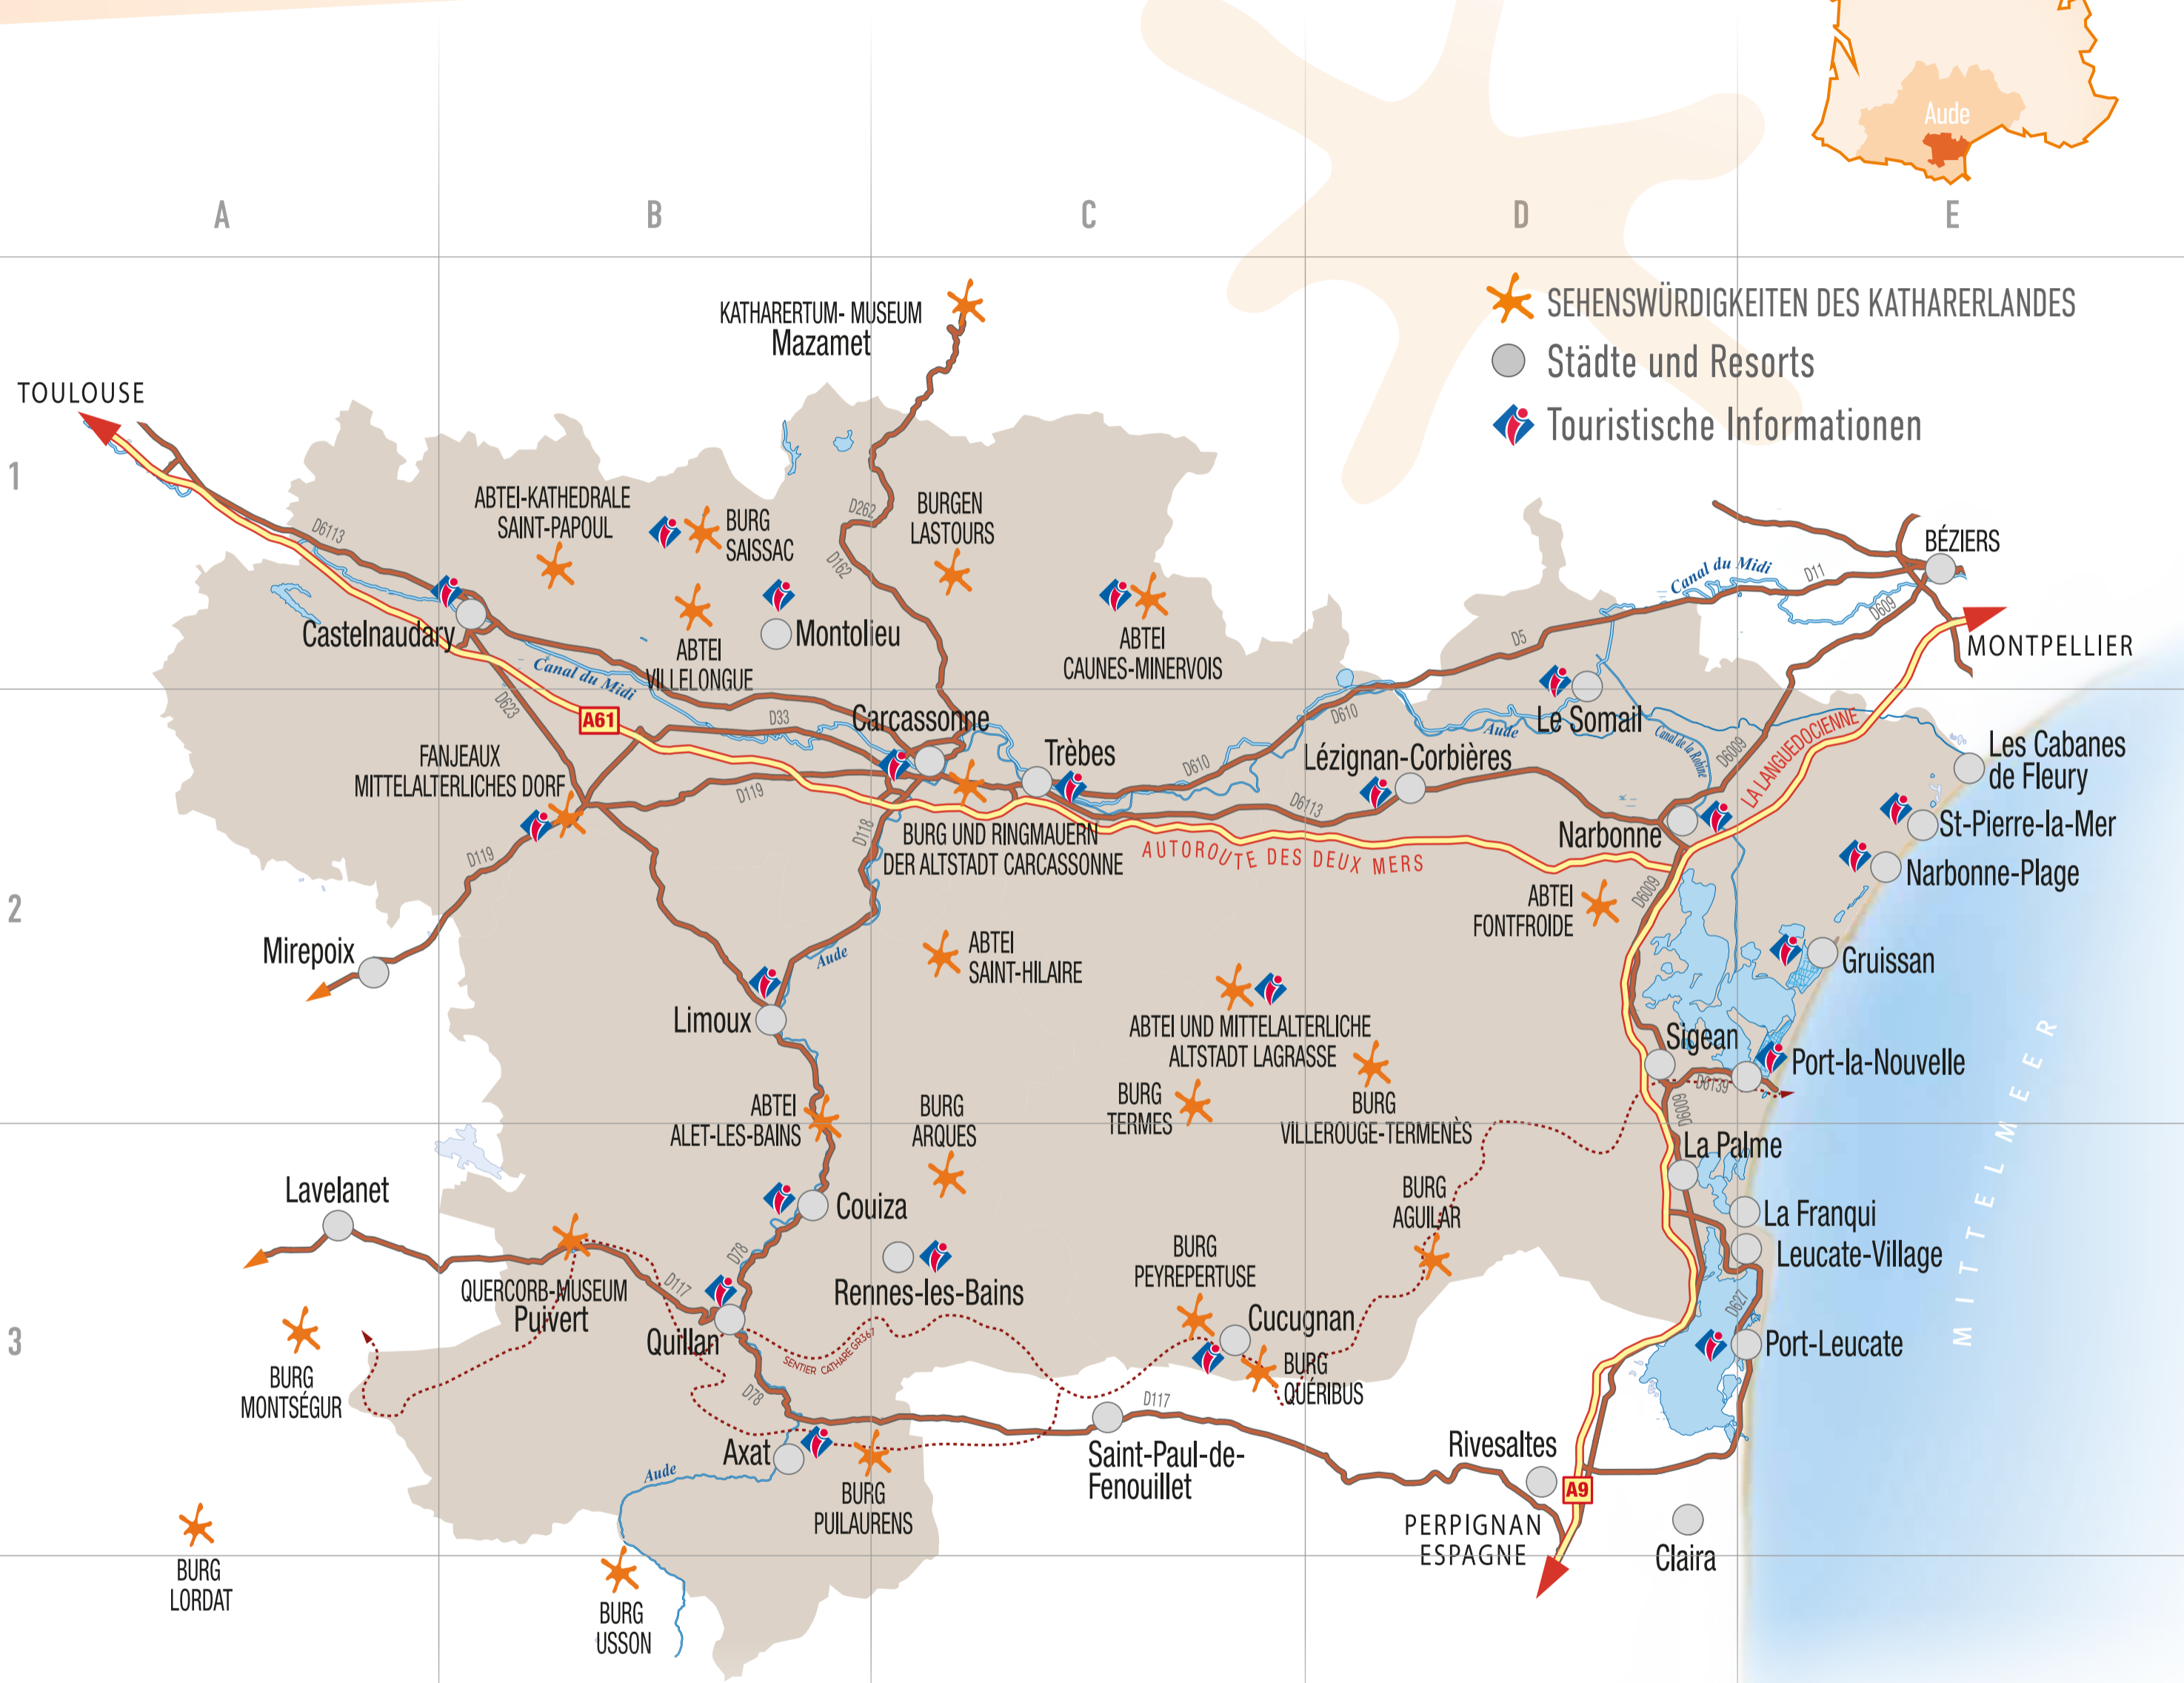 Aude
A
B
C
D
E
1
2
3
SEHENSWÜRDIGKEITEN DES KATHARERLANDES
Städte und Resorts
Touristische Informationen
KATHARERTUM- MUSEUM
Mazamet
TOULOUSE
D6113
ABTEI-KATHEDRALE
SAINT-PAPOUL
BURG
SAISSAC
D262
D162
BURGEN
LASTOURS
BÉZIERS
Canal du Midi
D11
D609
MONTPELLIER
Castelnaudary
Canal du Midi
ABTEI
VILLELONGUE
Montolieu
ABTEI
CAUNES-MINERVOIS
D5
D623
A61
D33
Carcassonne
Trèbes
D610
D610
Aude
Le Somail
Canal de la Robine
D6009
LA LANGUEDOCIENNE
Les Cabanes
de Fleury
FANJEAUX
MITTELALTERLICHES DORF
D119
D119
D118
BURG UND RINGMAUERN
DER ALTSTADT CARCASSONNE
AUTOROUTE DES DEUX MERS
Lézignan-Corbières
D6113
Narbonne
St-Pierre-la-Mer
Narbonne-Plage
ABTEI
FONTFROIDE
D6009
Mirepoix
Aude
ABTEI
SAINT-HILAIRE
Gruissan
Limoux
ABTEI UND MITTELALTERLICHE
ALTSTADT LAGRASSE
Sigean
Port-la-Nouvelle
D6139
D6009
ABTEI
ALET-LES-BAINS
BURG
ARQUES
BURG
TERMES
BURG
VILLEROUGE-TERMENÈS
La Palme
MITTELMEER
Lavelanet
Couiza
BURG
AGUILAR
La Franqui
Leucate-Village
D78
D117
QUERCORB-MUSEUM
Puivert
Rennes-les-Bains
BURG
PEYREPERTUSE
Cucugnan
D627
Quillan
SENTIER CATHARE GR367
BURG
QUÉRIBUS
Port-Leucate
BURG
MONTSÉGUR
D78
D117
Axat
Saint-Paul-de-
Fenouillet
Rivesaltes
Aude
BURG
PUILAURENS
A9
PERPIGNAN
ESPAGNE
Claira
BURG
LORDAT
BURG
USSON